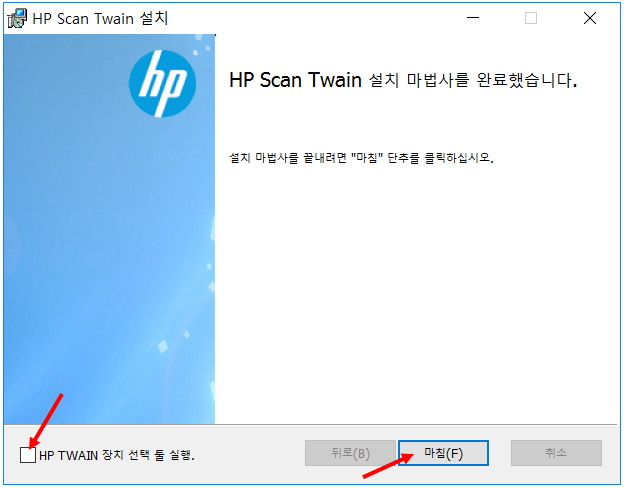 HP Scan Twain 설치
hp
HP Scan Twain 설치 마법사를 완료했습니다.
설치 마법사를 끝내려면 "마침" 단추를 클릭하십시오.
HP TWAIN 장치 선택 툴 실행.
뒤로(B)
마침(F)
취소